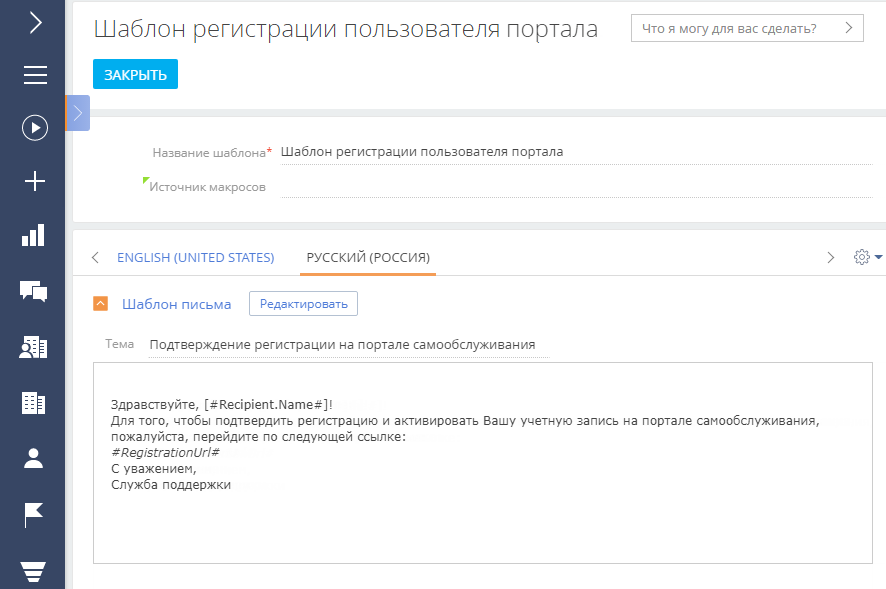 Шаблон регистрации пользователя портала
Что я могу для вас сделать?
ЗАКРЫТЬ
Название шаблона* Шаблон регистрации пользователя портала
Источник макросов
ENGLISH (UNITED STATES) РУССКИЙ (РОССИЯ)
Шаблон письма Редактировать
Тема Подтверждение регистрации на портале самообслуживания
Здравствуйте, [#Recipient.Name#]!
Для того, чтобы подтвердить регистрацию и активировать Вашу учетную запись на портале самообслуживания,
пожалуйста, перейдите по следующей ссылке:
#RegistrationUrl#
С уважением,
Служба поддержки